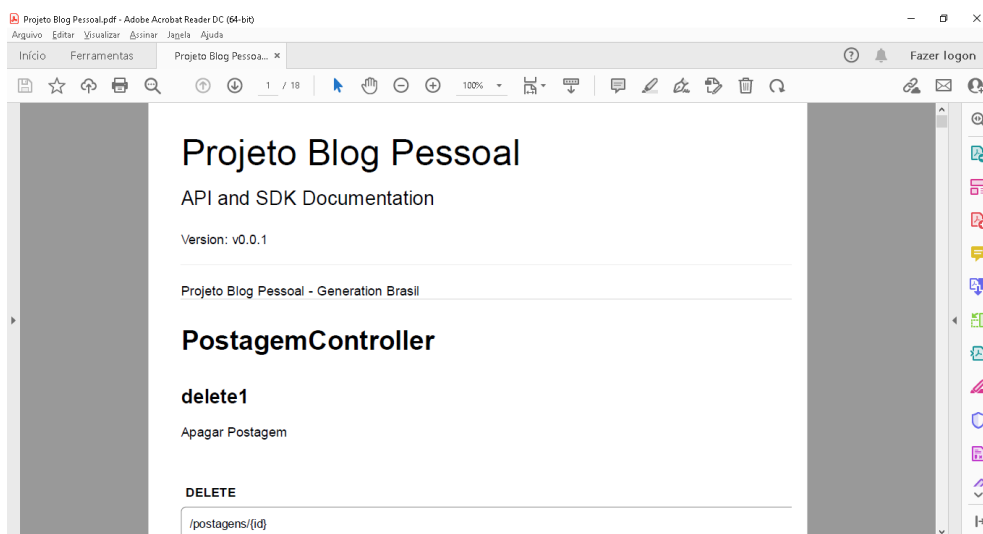 Projeto Blog Pessoal.pdf - Adobe Acrobat Reader DC (64-bit)
Arquivo Editar Visualizar Assinar Janela Ajuda
Início Ferramentas Projeto Blog Pessoa... × Fazer logon
1 / 18 100%
Projeto Blog Pessoal
API and SDK Documentation
Version: v0.0.1
Projeto Blog Pessoal - Generation Brasil
PostagemController
delete1
Apagar Postagem
DELETE
/postagens/{id}